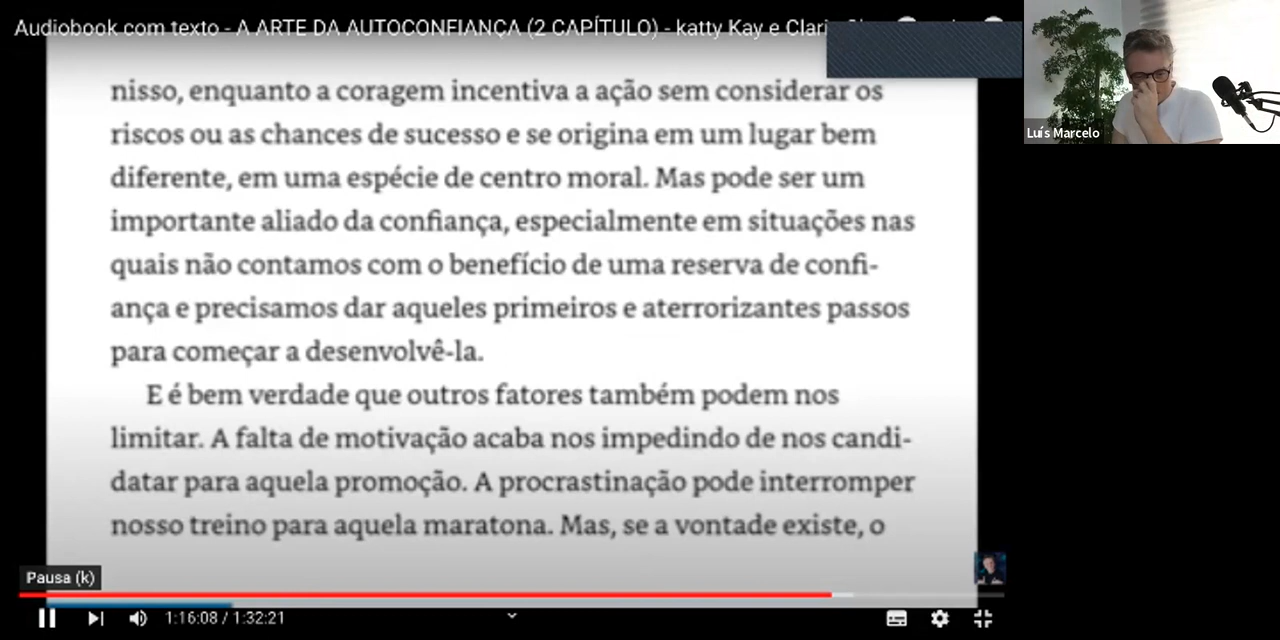 Audiobook com texto - A ARTE DA AUTOCONFIANÇA (2 CAPÍTULO) - katty Kay e
Luís Marcelo
nisso, enquanto a coragem incentiva a ação sem considerar os
riscos ou as chances de sucesso e se origina em um lugar bem
diferente, em uma espécie de centro moral. Mas pode ser um
importante aliado da confiança, especialmente em situações nas
quais não contamos com o benefício de uma reserva de confi-
ança e precisamos dar aqueles primeiros e aterrorizantes passos
para começar a desenvolvê-la.
E é bem verdade que outros fatores também podem nos
limitar. A falta de motivação acaba nos impedindo de nos candi-
datar para aquela promoção. A procrastinação pode interromper
nosso treino para aquela maratona. Mas, se a vontade existe, o
Pausa (k)
1:16:08 / 1:32:21